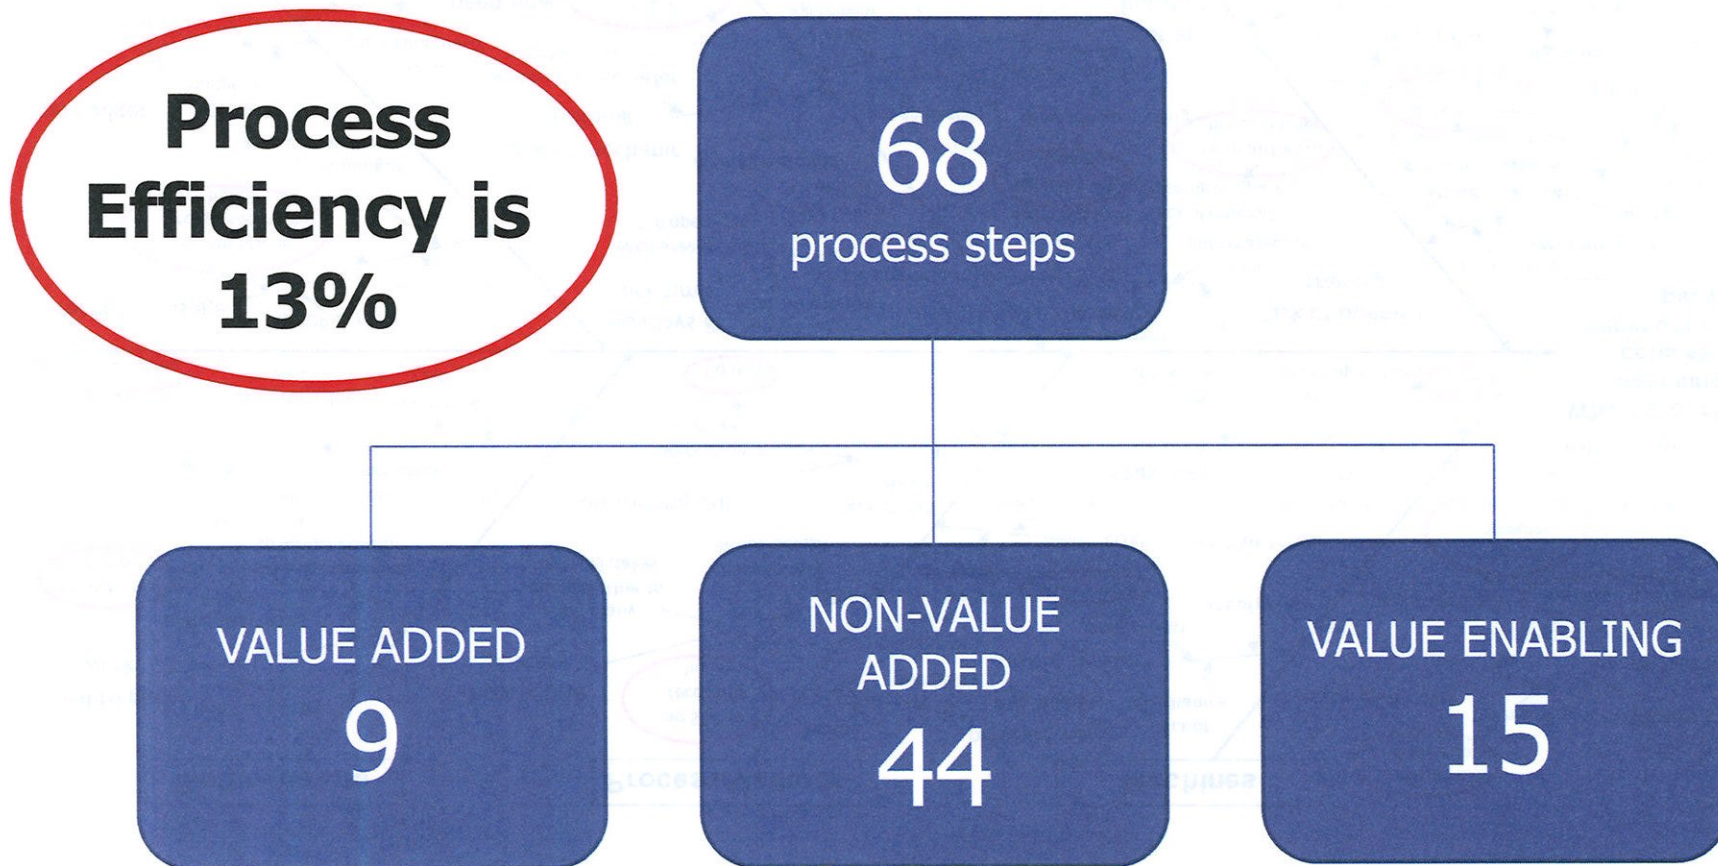 Process
Efficiency is
13%
68
process steps
VALUE ADDED
9
NON-VALUE
ADDED
44
VALUE ENABLING
15